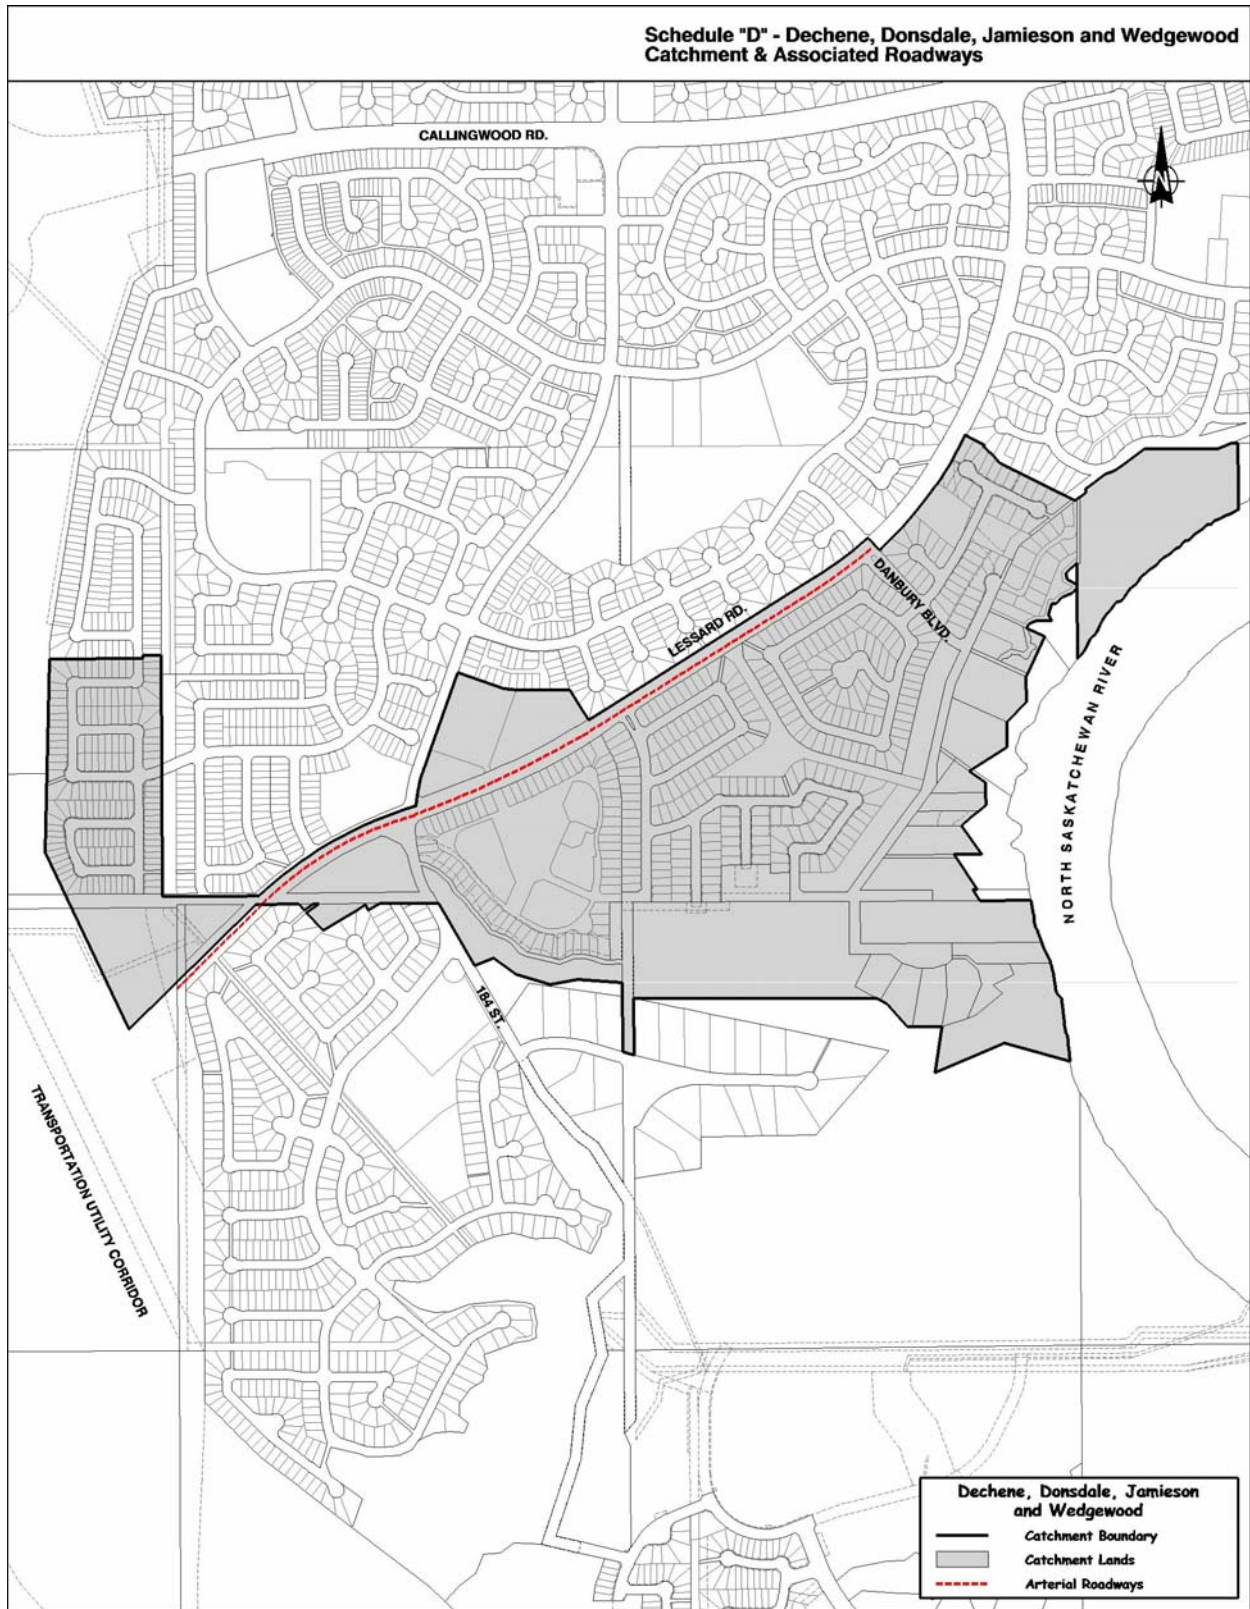 Schedule "D" - Dechene, Donsdale, Jamieson and Wedgewood
Catchment & Associated Roadways
CALLINGWOOD RD.
N
DANBURY BLVD.
LESSARD RD.
NORTH SASKATCHEWAN RIVER
184 ST.
TRANSPORTATION UTILITY CORRIDOR
Dechene, Donsdale, Jamieson
and Wedgewood
Catchment Boundary
Catchment Lands
Arterial Roadways